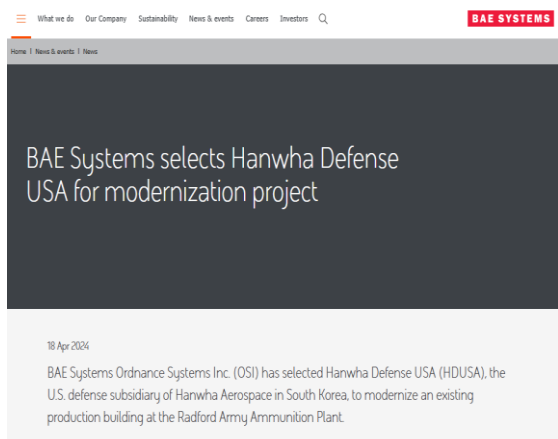 What we do Our Company Sustainability News & events Careers Investors
BAE SYSTEMS
Home | News & events | News
BAE Systems selects Hanwha Defense
USA for modernization project
18 Apr 2024
BAE Systems Ordnance Systems Inc. (OSI) has selected Hanwha Defense USA (HDUSA), the
U.S. defense subsidiary of Hanwha Aerospace in South Korea, to modernize an existing
production building at the Radford Army Ammunition Plant.